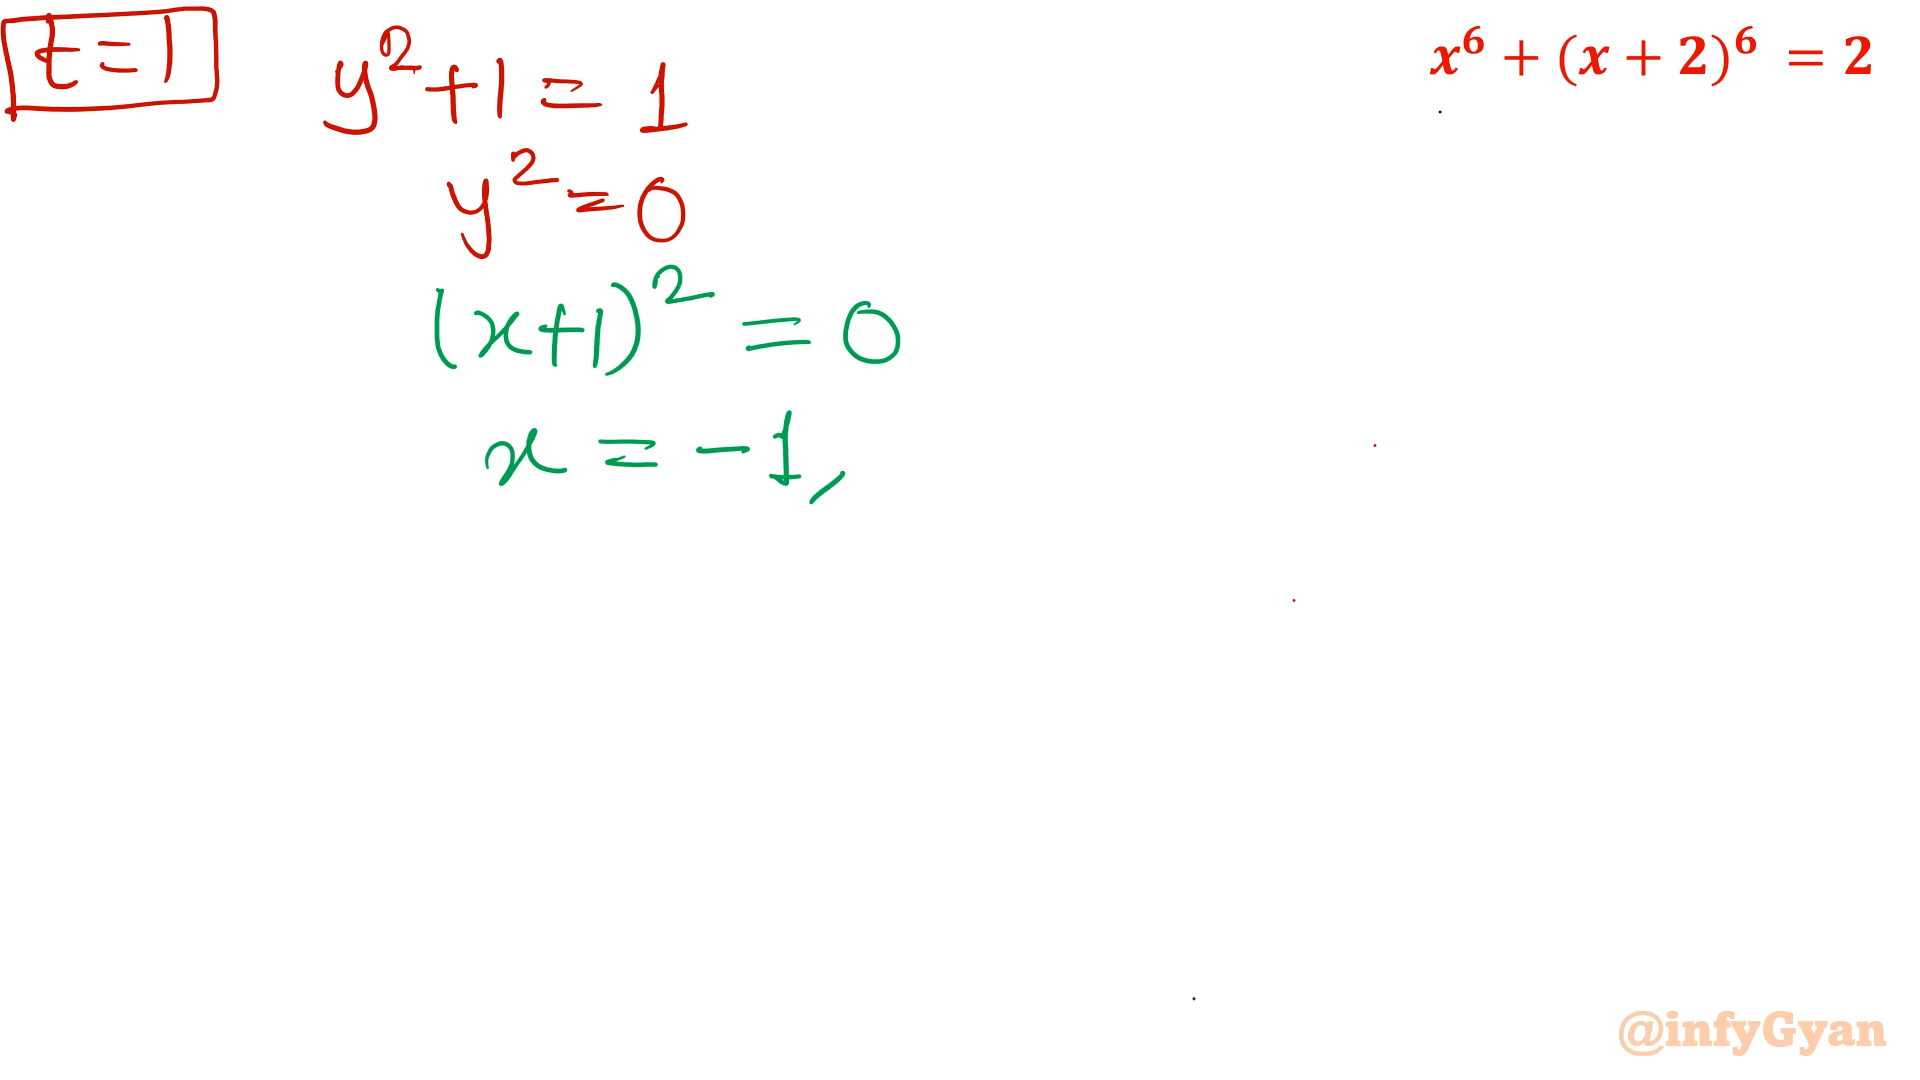 t = 1
y² + 1 = 1
x⁶ + (x + 2)⁶ = 2
y² = 0
(x+1)² = 0
x = -1,
@infyGyan